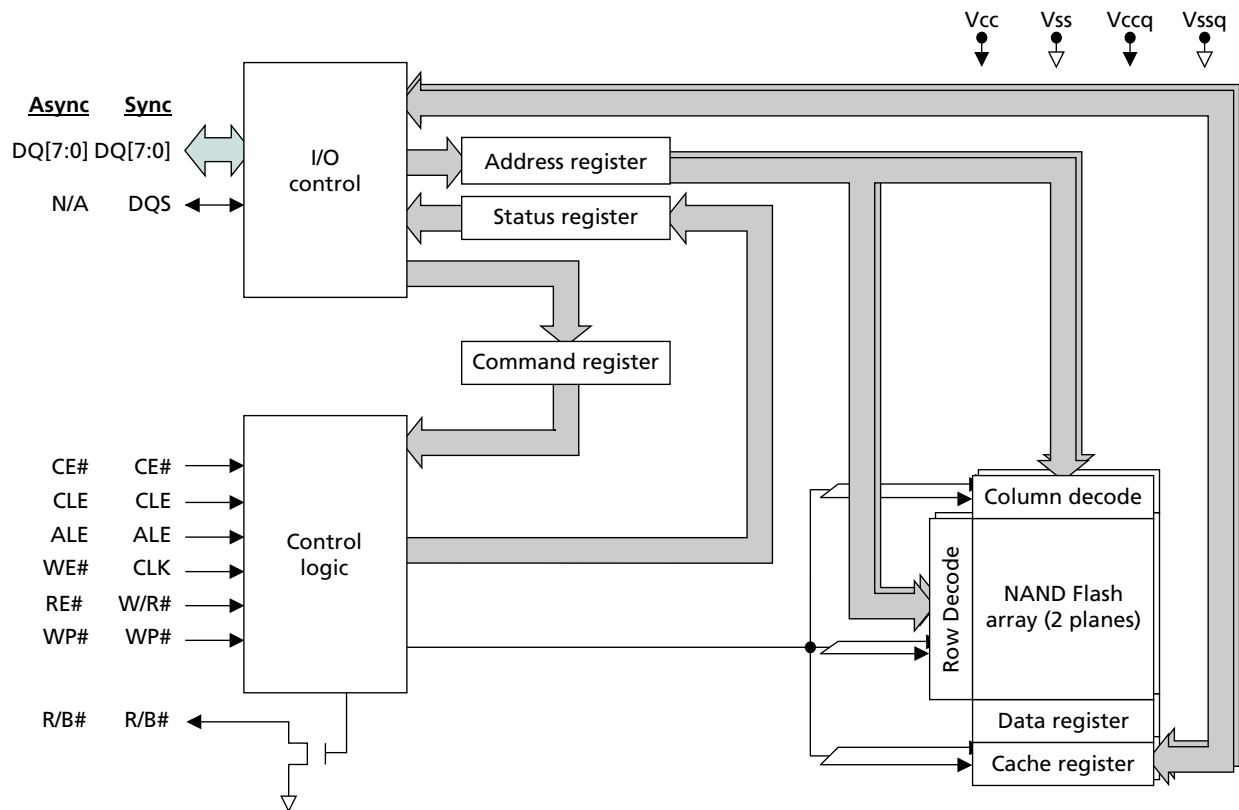 Vcc Vss Vccq Vssq
Async Sync
DQ[7:0] DQ[7:0]
N/A DQS
I/O
control
Address register
Status register
Command register
CE# CE#
CLE CLE
ALE ALE
WE# CLK
RE# W/R#
WP# WP#
R/B# R/B#
Control
logic
Column decode
Row Decode
NAND Flash
array (2 planes)
Data register
Cache register